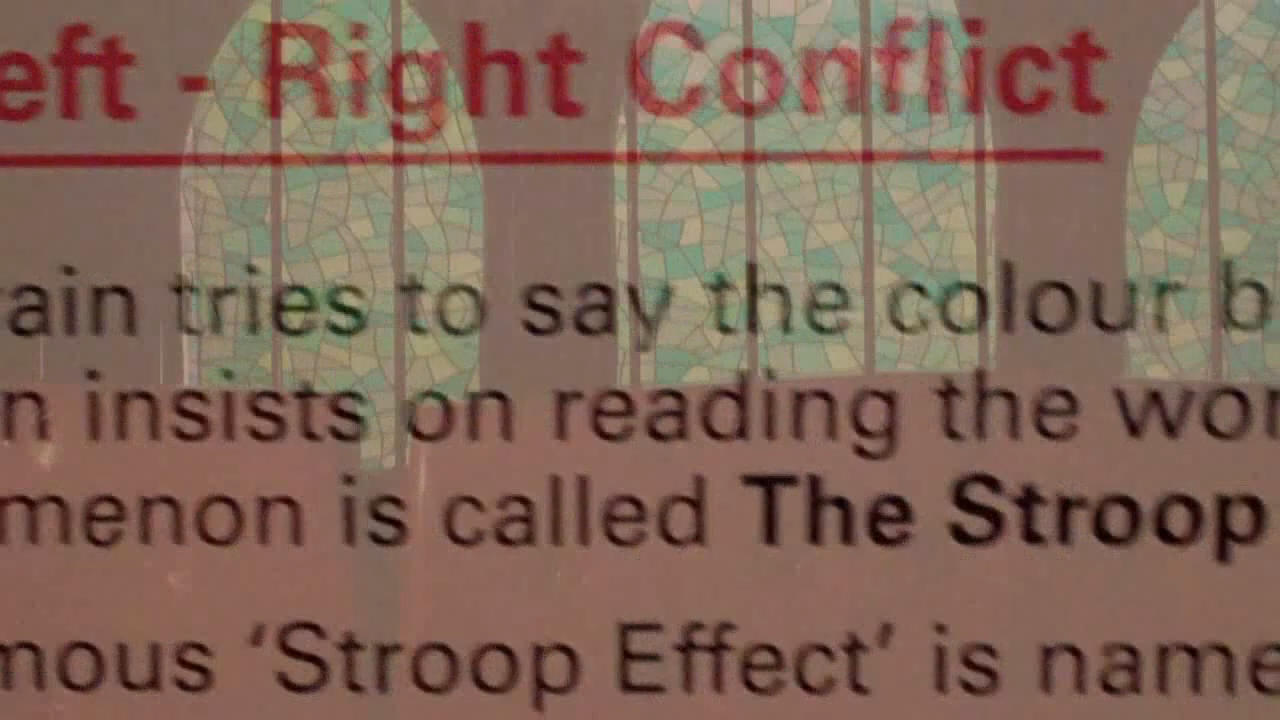 eft - Right Conflict
ain tries to say the colour b
n insists on reading the wor
menon is called The Stroop
mous ‘Stroop Effect’ is name